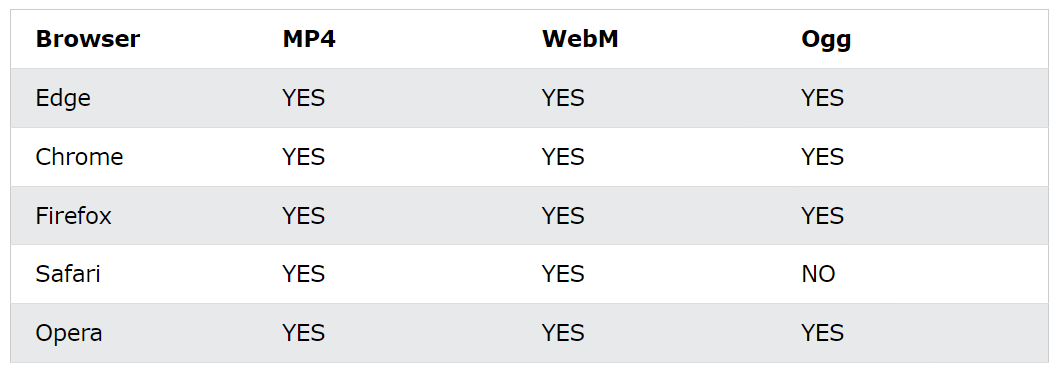 Browser MP4 WebM Ogg
Edge YES YES YES
Chrome YES YES YES
Firefox YES YES YES
Safari YES YES NO
Opera YES YES YES